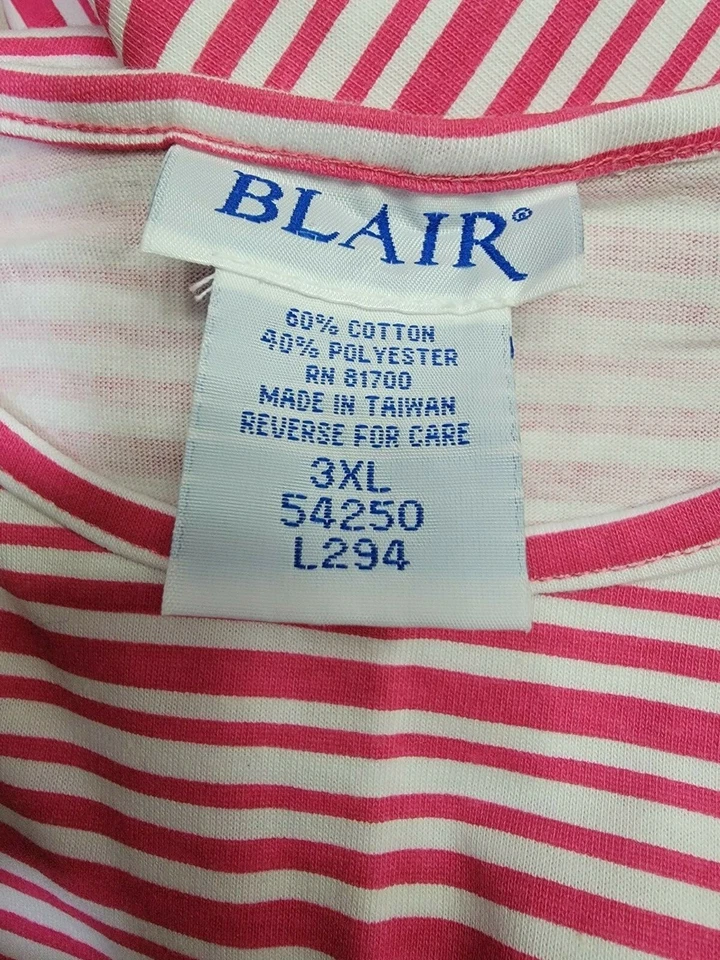 BLAIR®
60% COTTON
40% POLYESTER
RN 81700
MADE IN TAIWAN
REVERSE FOR CARE
3XL
54250
L294